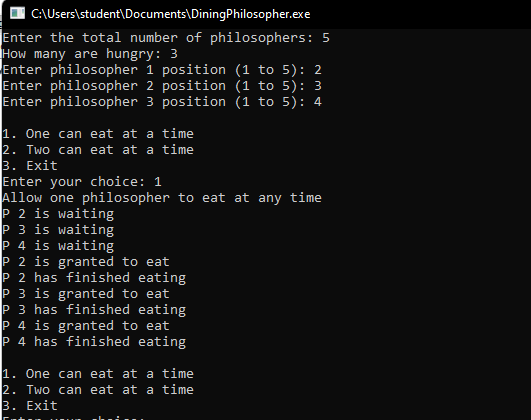 C:\Users\student\Documents\DiningPhilosopher.exe
Enter the total number of philosophers: 5
How many are hungry: 3
Enter philosopher 1 position (1 to 5): 2
Enter philosopher 2 position (1 to 5): 3
Enter philosopher 3 position (1 to 5): 4
1. One can eat at a time
2. Two can eat at a time
3. Exit
Enter your choice: 1
Allow one philosopher to eat at any time
P 2 is waiting
P 3 is waiting
P 4 is waiting
P 2 is granted to eat
P 2 has finished eating
P 3 is granted to eat
P 3 has finished eating
P 4 is granted to eat
P 4 has finished eating
1. One can eat at a time
2. Two can eat at a time
3. Exit
Enter your choice: